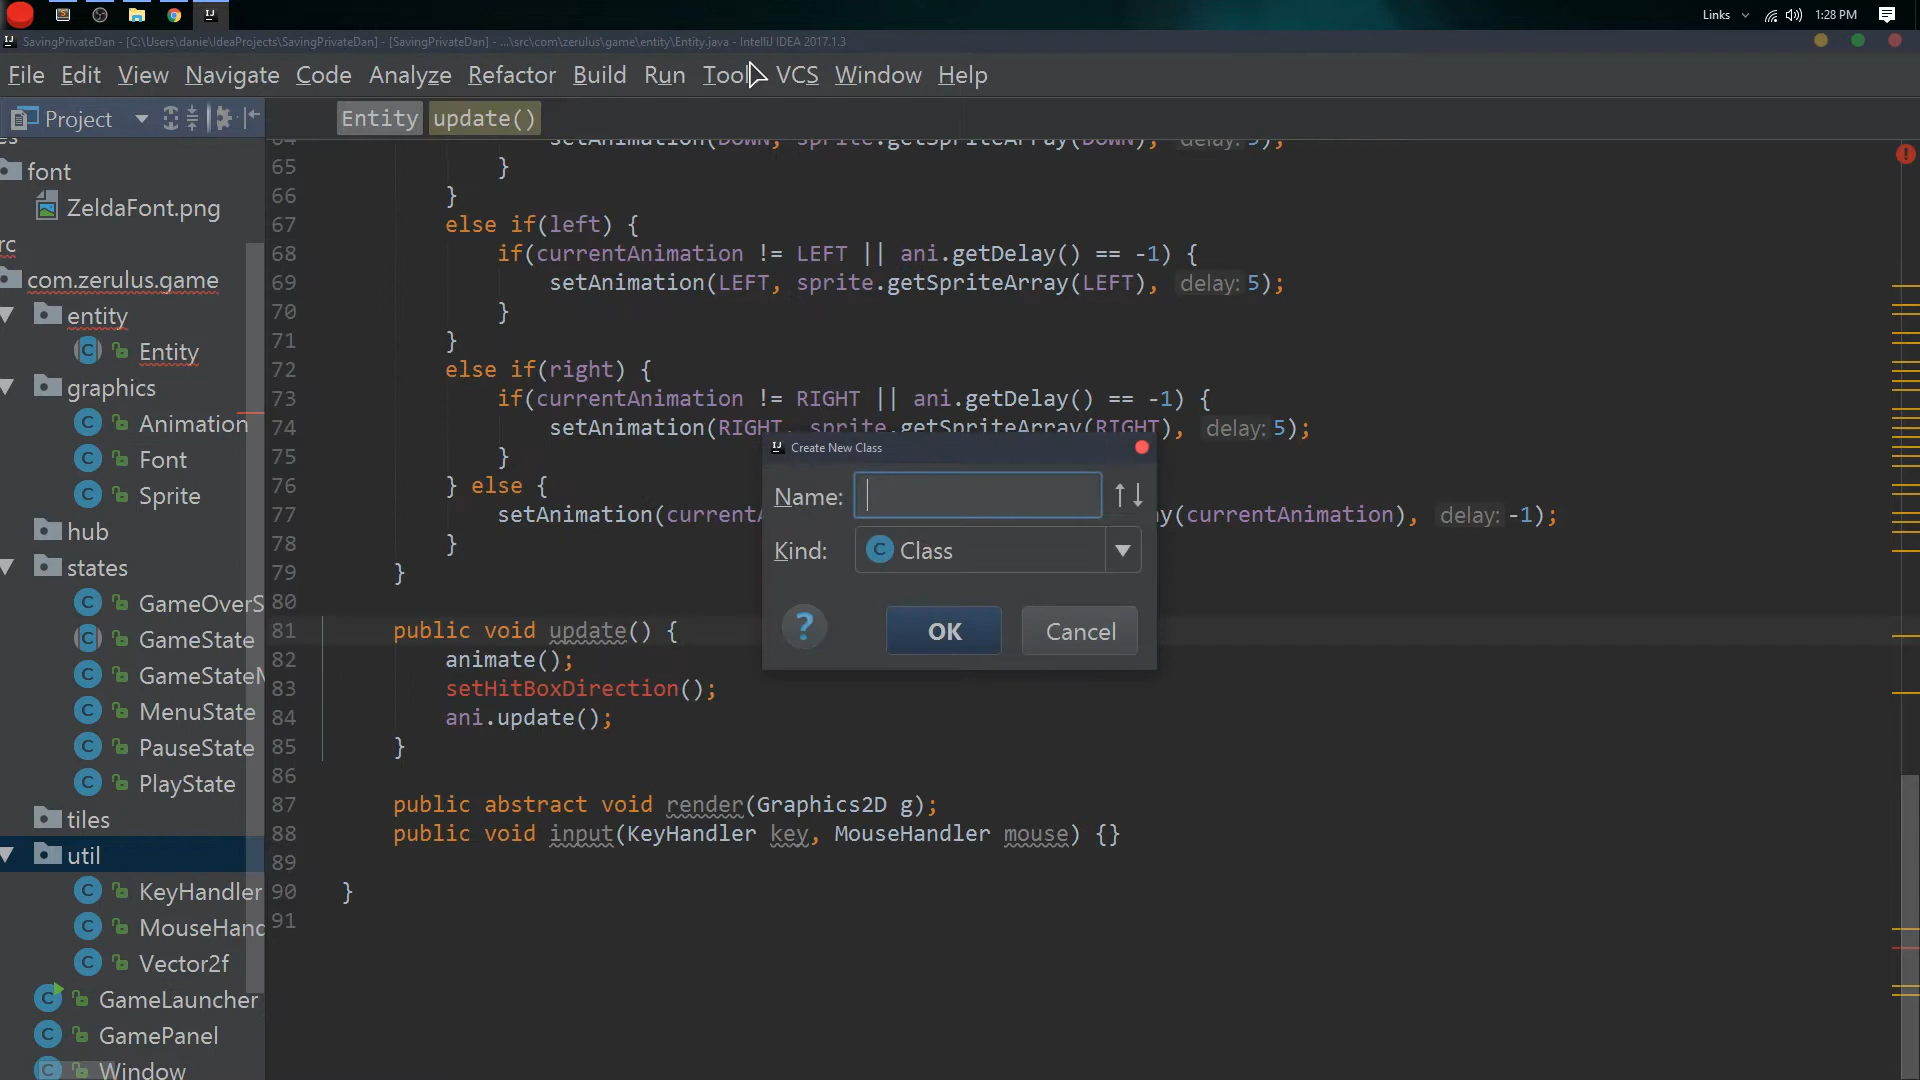 Links 1:28 PM
SavingPrivateDan - [C:\Users\danie\IdeaProjects\SavingPrivateDan] - [SavingPrivateDan] - ...\src\com\zerulus\game\entity\Entity.java - IntelliJ IDEA 2017.1.3
File Edit View Navigate Code Analyze Refactor Build Run Tool VCS Window Help
Project
Entity update()
es
font
ZeldaFont.png
rc
com.zerulus.game
entity
Entity
graphics
Animation
Font
Sprite
hub
states
GameOverS
GameState
GameStateM
MenuState
PauseState
PlayState
tiles
util
KeyHandler
MouseHand
Vector2f
GameLauncher
GamePanel
Window
64 setAnimation(DOWN, sprite.getSpriteArray(DOWN), delay: 5);
65 }
66 }
67 else if(left) {
68 if(currentAnimation != LEFT || ani.getDelay() == -1) {
69 setAnimation(LEFT, sprite.getSpriteArray(LEFT), delay: 5);
70 }
71 }
72 else if(right) {
73 if(currentAnimation != RIGHT || ani.getDelay() == -1) {
74 setAnimation(RIGHT, sprite.getSpriteArray(RIGHT), delay: 5);
75 }
76 } else {
77 setAnimation(currentA ay(currentAnimation), delay: -1);
78 }
79 }
80
81 public void update() {
82 animate();
83 setHitBoxDirection();
84 ani.update();
85 }
86
87 public abstract void render(Graphics2D g);
88 public void input(KeyHandler key, MouseHandler mouse) {}
89
90 }
91
Create New Class
Name:
Kind: C Class
? OK Cancel